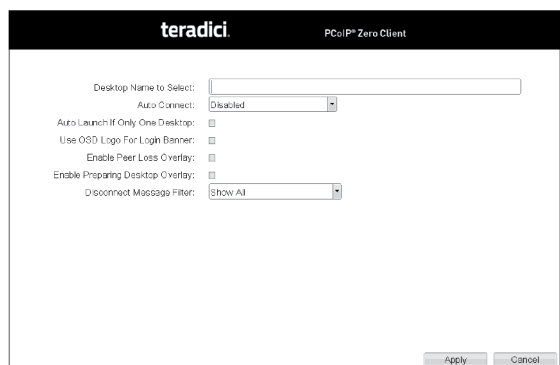 teradici.
PCoIP® Zero Client
Desktop Name to Select:
Auto Connect: Disabled
Auto Launch If Only One Desktop:
Use OSD Logo For Login Banner:
Enable Peer Loss Overlay:
Enable Preparing Desktop Overlay:
Disconnect Message Filter: Show All
Apply Cancel